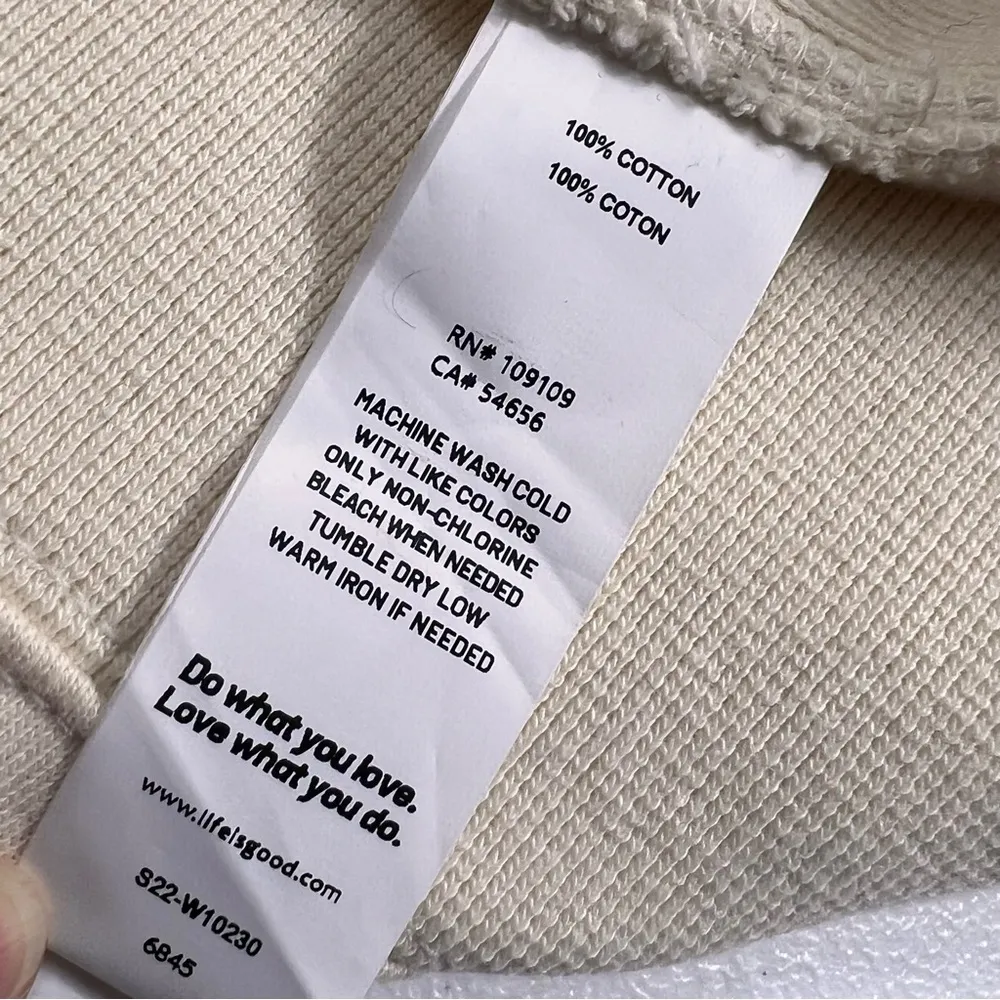 100% COTTON
100% COTON
RN# 109109
CA# 54656
MACHINE WASH COLD
WITH LIKE COLORS
ONLY NON-CHLORINE
BLEACH WHEN NEEDED
TUMBLE DRY LOW
WARM IRON IF NEEDED
Do what you love.
Love what you do.
www.lifeisgood.com
S22-W10230
6845